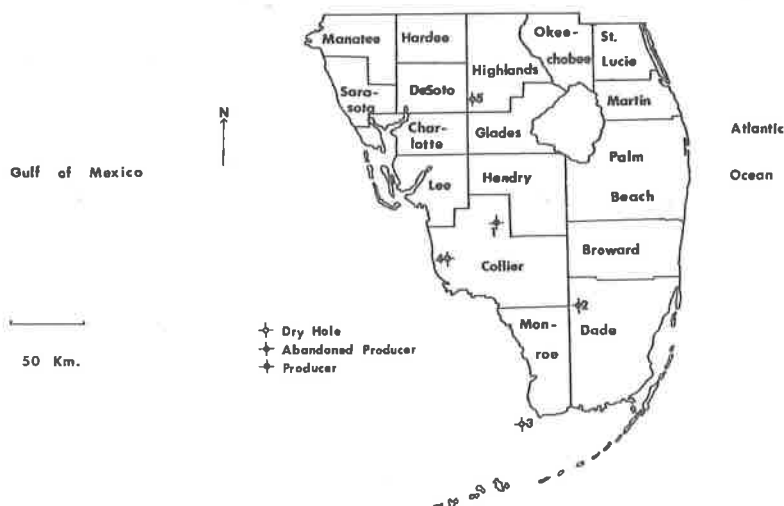 Manatee
Hardee
Okee-
chobee
St.
Lucie
Highlands
Sara-
sota
DeSoto
5
Martin
N
Char-
lotte
Glades
Atlantic
Ocean
Gulf of Mexico
Lee
Hendry
Palm
Beach
1
4
Collier
Broward
2
Dade
Mon-
roe
50 Km.
Dry Hole
Abandoned Producer
Producer
3